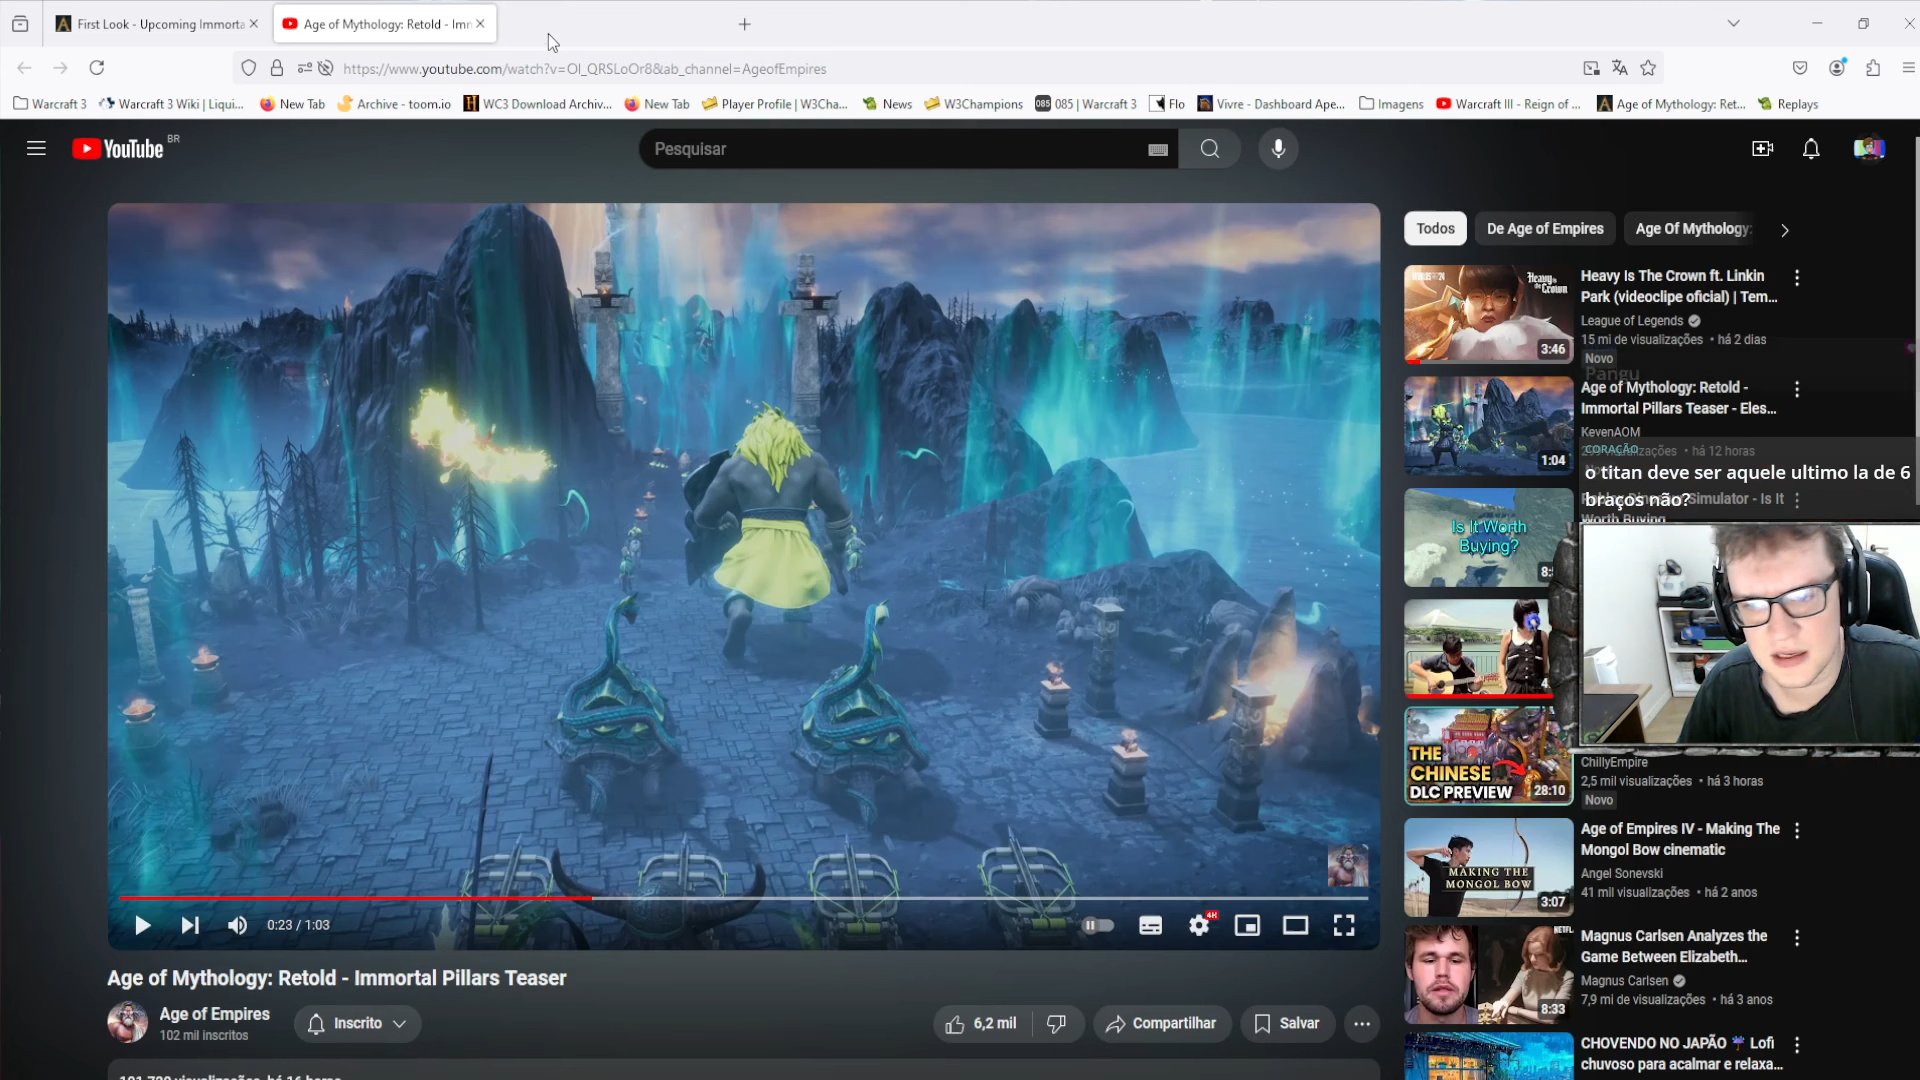 First Look - Upcoming Immorta
Age of Mythology: Retold - Imm
https://www.youtube.com/watch?v=OI_QRSLoOr8&ab_channel=AgeofEmpires
Warcraft 3
Warcraft 3 Wiki | Liqui...
New Tab
Archive - toom.io
WC3 Download Archiv...
New Tab
Player Profile | W3Cha...
News
W3Champions
085 | Warcraft 3
Flo
Vivre - Dashboard Ape...
Imagens
Warcraft III - Reign of ...
Age of Mythology: Ret...
Replays
YouTube BR
Pesquisar
Todos
De Age of Empires
Age Of Mythology:
Heavy Is The Crown ft. Linkin
Park (videoclipe oficial) | Tem...
League of Legends
15 mi de visualizações • há 2 dias
Novo
Heavy is the Crown
3:46
Pangu
Age of Mythology: Retold -
Immortal Pillars Teaser - Eles...
KevenAOM
• há 12 horas
1:04
CORAÇÃO
o titan deve ser aquele ultimo la de 6
braços não?
Simulator - Is It
Worth Buying
Is It Worth
Buying?
THE
CHINESE
DLC PREVIEW
28:10
ChillyEmpire
2,5 mil visualizações • há 3 horas
Novo
Age of Empires IV - Making The
Mongol Bow cinematic
Angel Sonevski
41 mil visualizações • há 2 anos
MAKING THE
MONGOL BOW
3:07
Magnus Carlsen Analyzes the
Game Between Elizabeth...
Magnus Carlsen
7,9 mi de visualizações • há 3 anos
NETFL
8:33
CHOVENDO NO JAPÃO ☔ Lofi
chuvoso para acalmar e relaxa...
0:23 / 1:03
4K
Age of Mythology: Retold - Immortal Pillars Teaser
Age of Empires
102 mil inscritos
Inscrito
6,2 mil
Compartilhar
Salvar